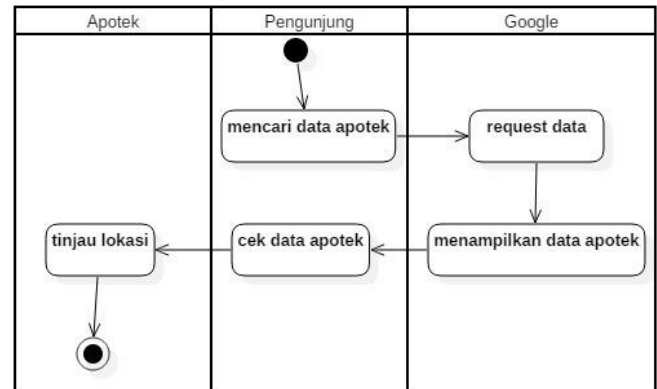 Apotek
Pengunjung
Google
mencari data apotek
request data
tinjau lokasi
cek data apotek
menampilkan data apotek